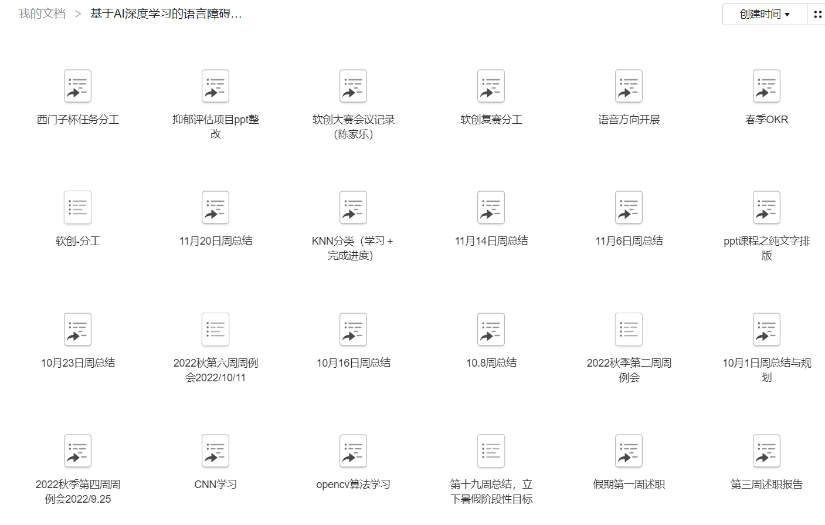 我的文档 > 基于AI深度学习的语言障碍...
创建时间
西门子杯任务分工
抑郁评估项目ppt整
改
软创大赛会议记录
(陈家乐)
软创复赛分工
语音方向开展
春季OKR
软创-分工
11月20日周总结
KNN分类（学习+
完成进度）
11月14日周总结
11月6日周总结
ppt课程之纯文字排
版
10月23日周总结
2022秋第六周周例
会2022/10/11
10月16日周总结
10.8周总结
2022秋季第二周周
例会
10月1日周总结与规
划
2022秋季第四周周
例会2022/9.25
CNN学习
opencv算法学习
第十九周总结，立
下暑假阶段性目标
假期第一周述职
第三周述职报告